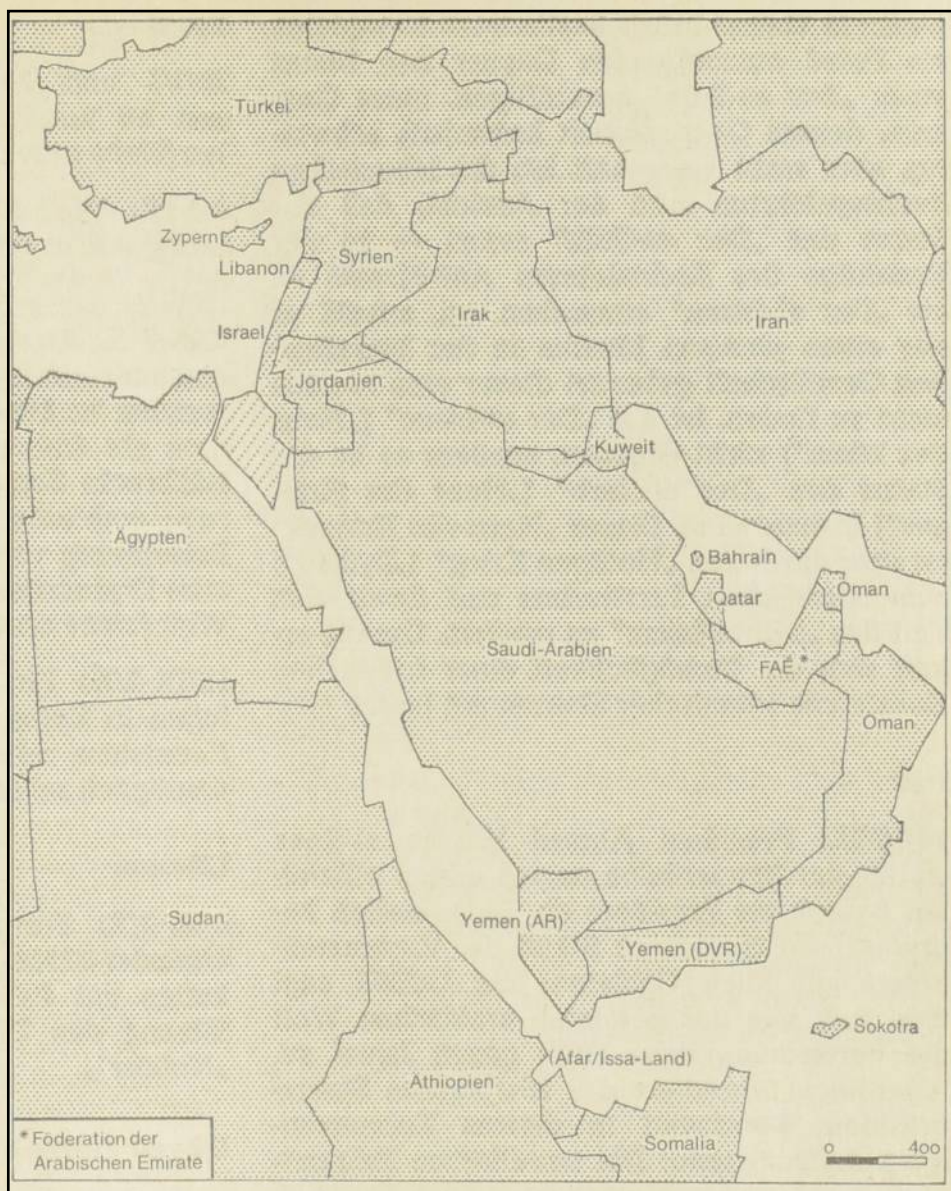 Türkei
Zypern
Syrien
Libanon
Irak
Iran
Israel
Jordanien
Kuweit
Ägypten
Bahrain
Qatar
Oman
Saudi-Arabien
FAE *
Oman
Sudan
Yemen (AR)
Yemen (DVR)
Sokotra
(Afar/Issa-Land)
Äthiopien
Somalia
* Föderation der
Arabischen Emirate
0 400